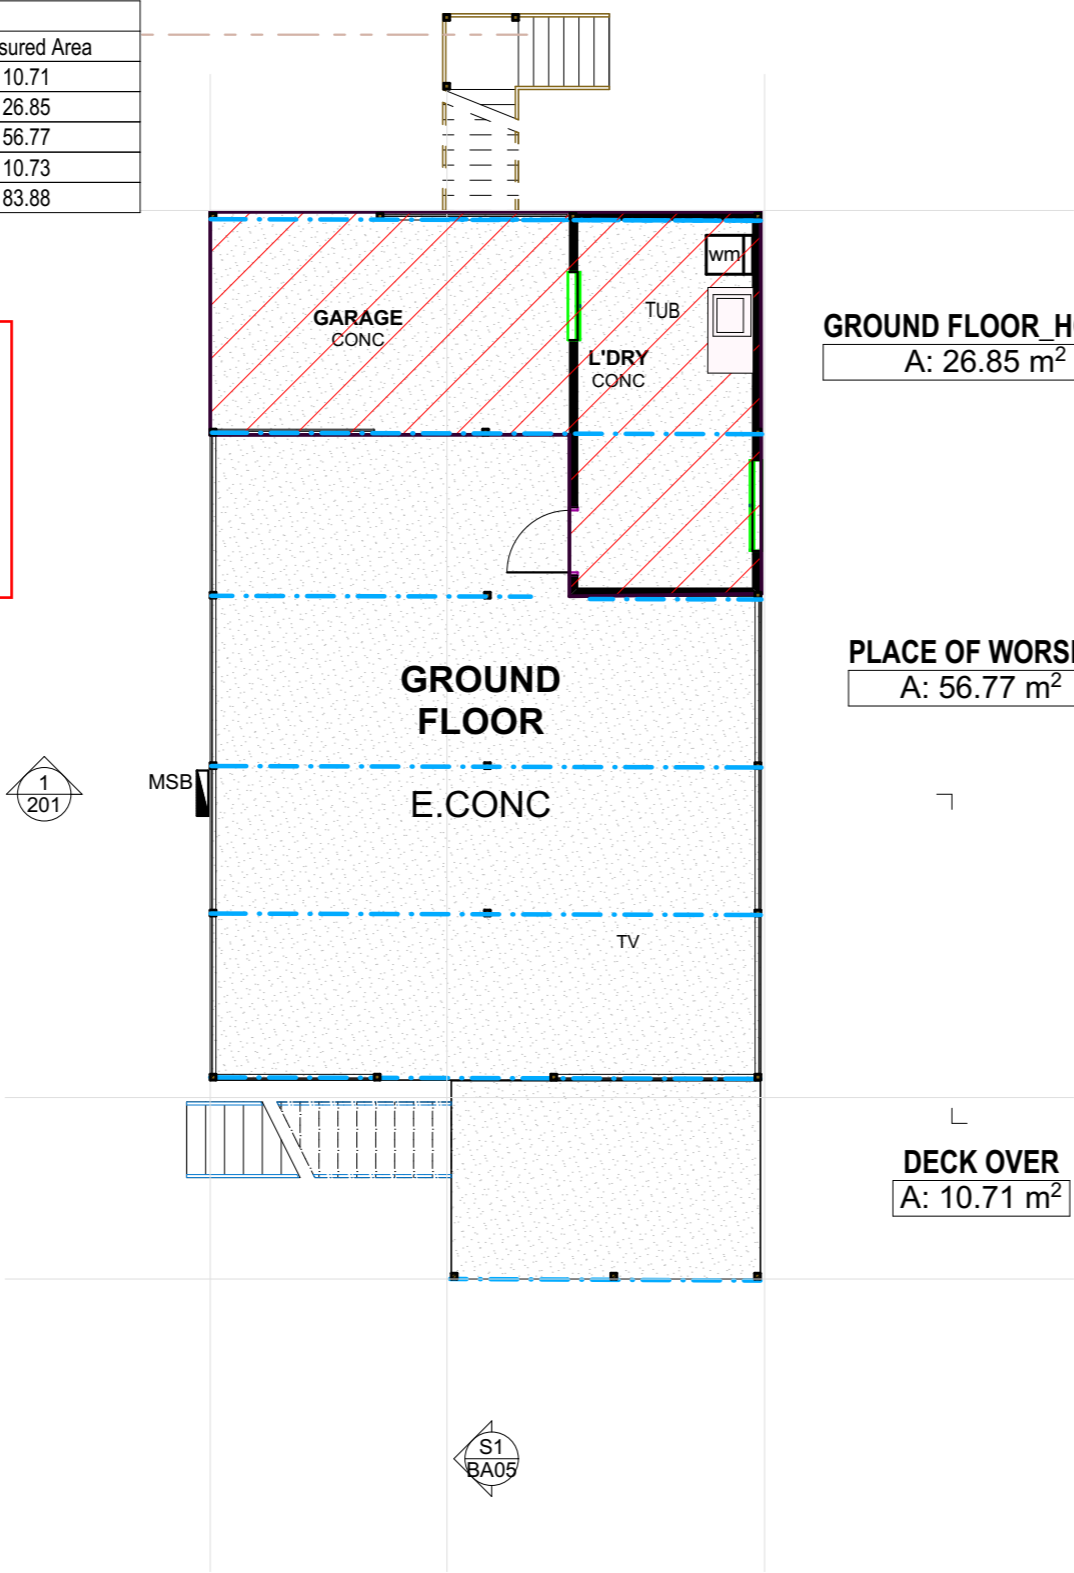 sured Area
10.71
26.85
56.77
10.73
83.88
wm
TUB
GARAGE
CONC
L'DRY
CONC
GROUND FLOOR_H
A: 26.85 m²
GROUND
FLOOR
PLACE OF WORS
A: 56.77 m²
1
201
MSB
E.CONC
TV
DECK OVER
A: 10.71 m²
S1
BA05